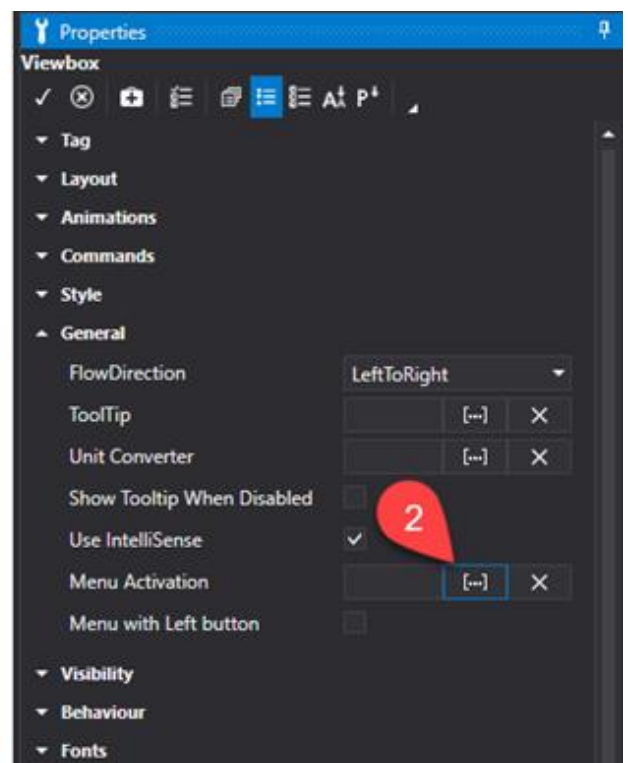 Properties
Viewbox
Tag
Layout
Animations
Commands
Style
General
FlowDirection LeftToRight
ToolTip [...]
Unit Converter [...]
Show Tooltip When Disabled
2
Use IntelliSense
Menu Activation [...]
Menu with Left button
Visibility
Behaviour
Fonts